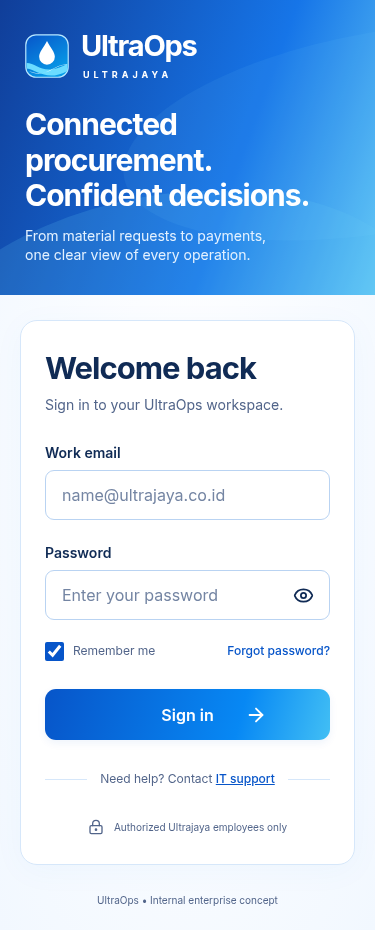 UltraOps
ULTRAJAYA
Connected
procurement.
Confident decisions.
From material requests to payments,
one clear view of every operation.
Welcome back
Sign in to your UltraOps workspace.
Work email
name@ultrajaya.co.id
Password
Enter your password
Remember me
Forgot password?
Sign in
Need help? Contact IT support
Authorized Ultrajaya employees only
UltraOps • Internal enterprise concept